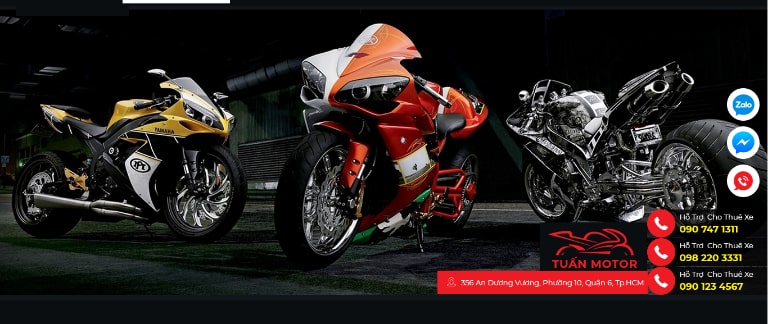 YAMAHA
Zalo
TUẤN MOTOR
356 An Dương Vương, Phường 10, Quận 6, Tp.HCM
Hỗ Trợ Cho Thuê Xe
090 747 1311
Hỗ Trợ Cho Thuê Xe
098 220 3331
Hỗ Trợ Cho Thuê Xe
090 123 4567